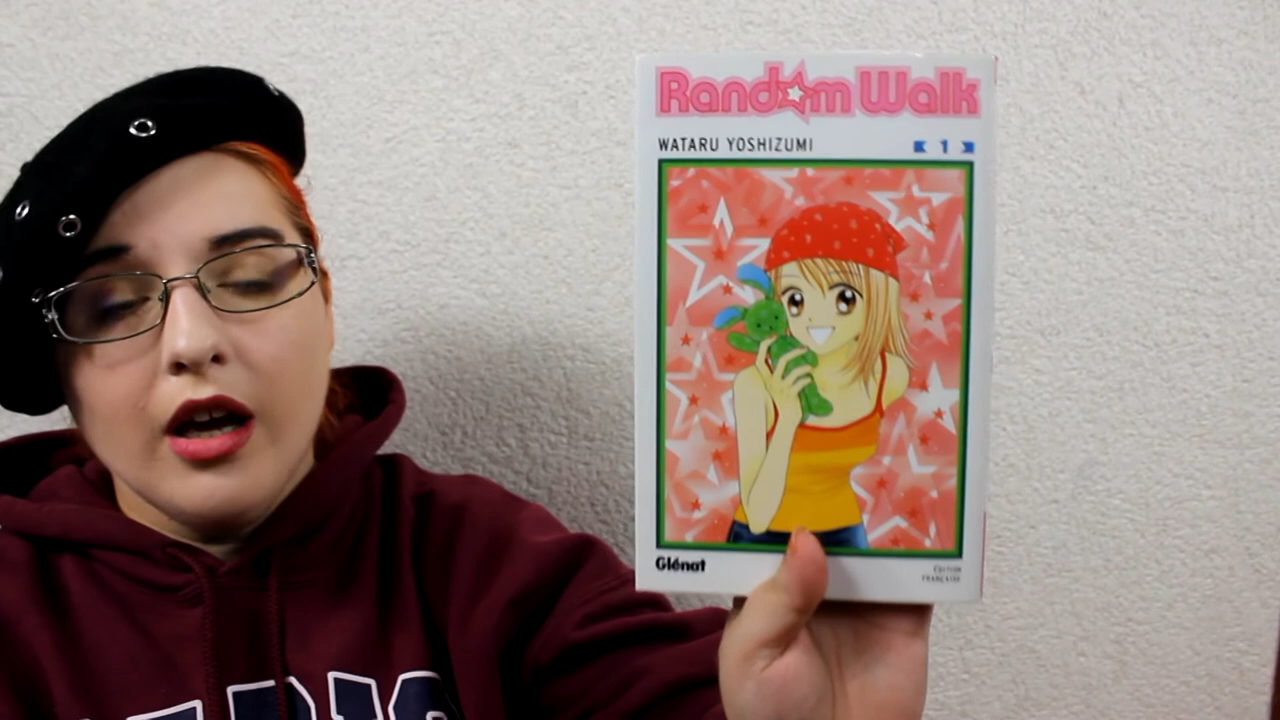 Random Walk
WATARU YOSHIZUMI
1
Glénat
ÉDITION
FRANÇAISE